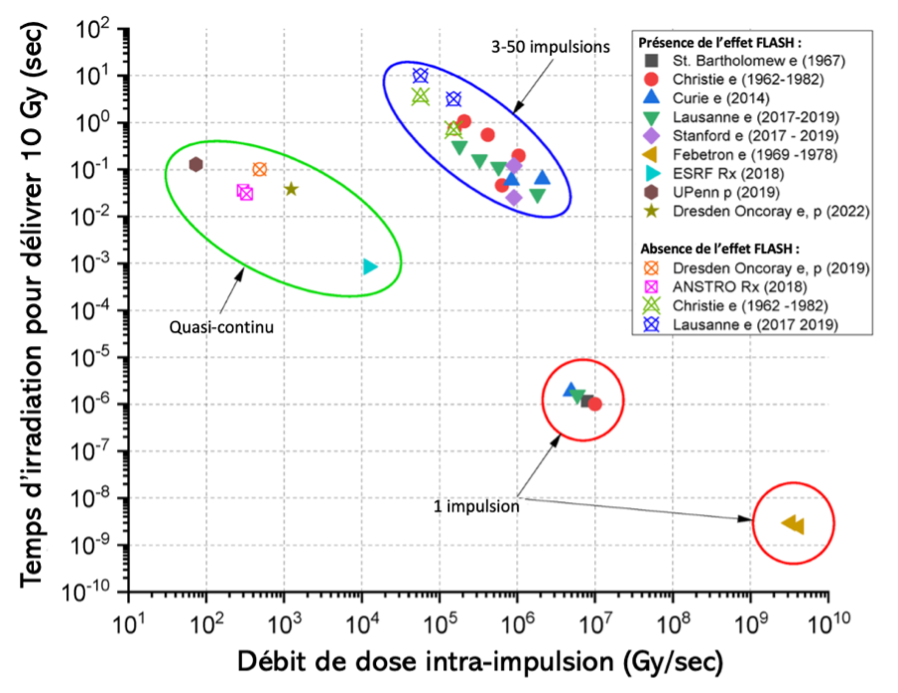 Temps d'irradiation pour délivrer 10 Gy (sec)
10²
10¹
10⁰
10⁻¹
10⁻²
10⁻³
10⁻⁴
10⁻⁵
10⁻⁶
10⁻⁷
10⁻⁸
10⁻⁹
10⁻¹⁰
3-50 impulsions
Quasi-continu
1 impulsion
Présence de l'effet FLASH :
St. Bartholomew e (1967)
Christie e (1962-1982)
Curie e (2014)
Lausanne e (2017-2019)
Stanford e (2017 - 2019)
Febetron e (1969 -1978)
ESRF Rx (2018)
UPenn p (2019)
Dresden Oncoray e, p (2022)
Absence de l'effet FLASH :
Dresden Oncoray e, p (2019)
ANSTRO Rx (2018)
Christie e (1962 -1982)
Lausanne e (2017 2019)
10¹ 10² 10³ 10⁴ 10⁵ 10⁶ 10⁷ 10⁸ 10⁹ 10¹⁰
Débit de dose intra-impulsion (Gy/sec)